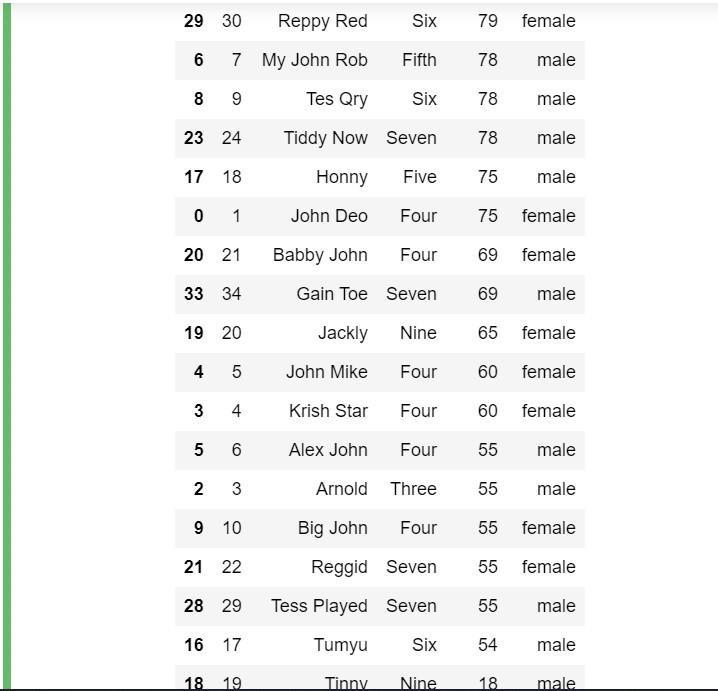 29 30 Reppy Red Six 79 female
6 7 My John Rob Fifth 78 male
8 9 Tes Qry Six 78 male
23 24 Tiddy Now Seven 78 male
17 18 Honny Five 75 male
0 1 John Deo Four 75 female
20 21 Babby John Four 69 female
33 34 Gain Toe Seven 69 male
19 20 Jackly Nine 65 female
4 5 John Mike Four 60 female
3 4 Krish Star Four 60 female
5 6 Alex John Four 55 male
2 3 Arnold Three 55 male
9 10 Big John Four 55 female
21 22 Reggid Seven 55 female
28 29 Tess Played Seven 55 male
16 17 Tumyu Six 54 male
18 19 Tinny Nine 18 male